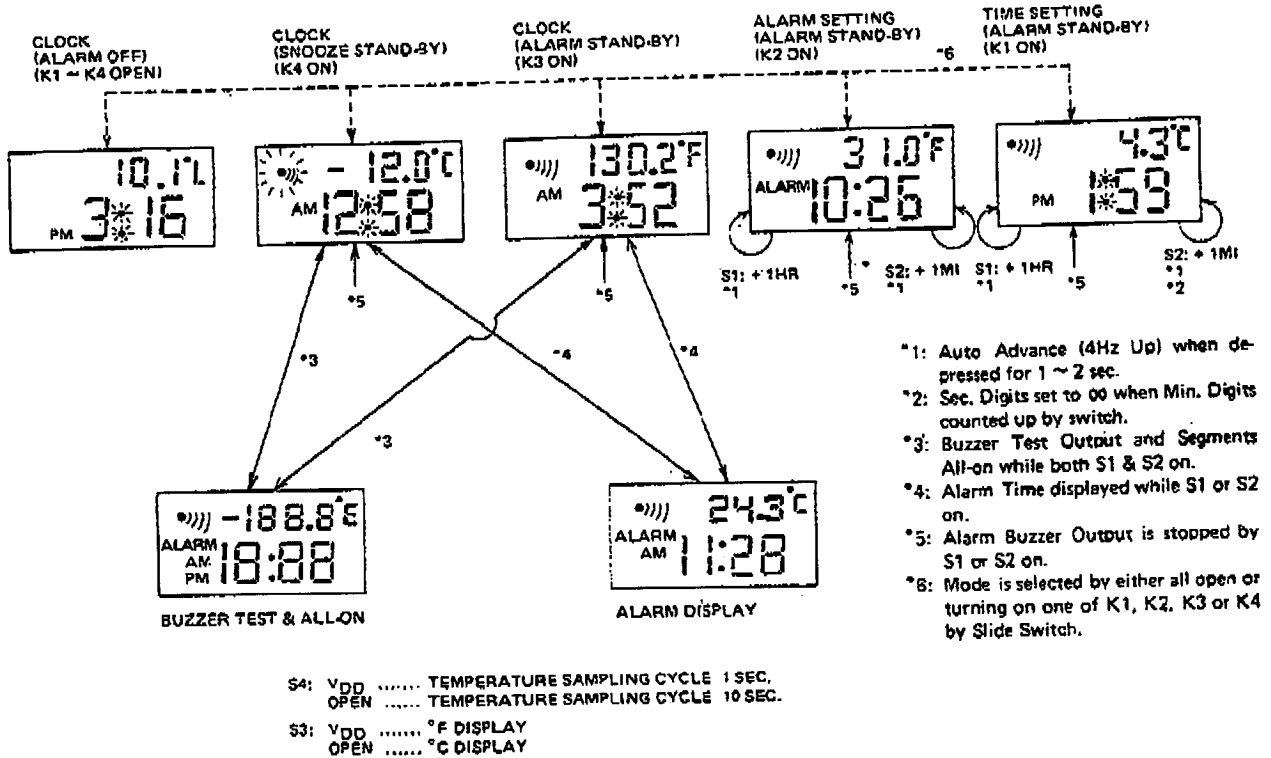 CLOCK
(ALARM OFF)
(K1 ~ K4 OPEN)
CLOCK
(SNOOZE STAND-BY)
(K4 ON)
CLOCK
(ALARM STAND-BY)
(K3 ON)
ALARM SETTING
(ALARM STAND-BY)
(K2 ON)
*6
TIME SETTING
(ALARM STAND-BY)
(K1 ON)
PM 3:16
-12.0°C
AM 12:58
130.2°F
AM 3:52
31.0°F
ALARM 10:26
4.3°C
PM 1:59
*5
*5
S1: + 1HR
*1
*5
S2: + 1MI
*1
S1: + 1HR
*1
*5
S2: + 1MI
*1
*2
*3
*4
*4
*3
-188.8°E
ALARM
AM
PM
18:88
BUZZER TEST & ALL-ON
24.3°C
ALARM
AM
11:28
ALARM DISPLAY
*1: Auto Advance (4Hz Up) when de-
pressed for 1 ~ 2 sec.
*2: Sec. Digits set to 00 when Min. Digits
counted up by switch.
*3: Buzzer Test Output and Segments
All-on while both S1 & S2 on.
*4: Alarm Time displayed while S1 or S2
on.
*5: Alarm Buzzer Output is stopped by
S1 or S2 on.
*6: Mode is selected by either all open or
turning on one of K1, K2, K3 or K4
by Slide Switch.
S4: VDD ....... TEMPERATURE SAMPLING CYCLE 1 SEC.
OPEN ...... TEMPERATURE SAMPLING CYCLE 10 SEC.
S3: VDD ....... °F DISPLAY
OPEN ...... °C DISPLAY